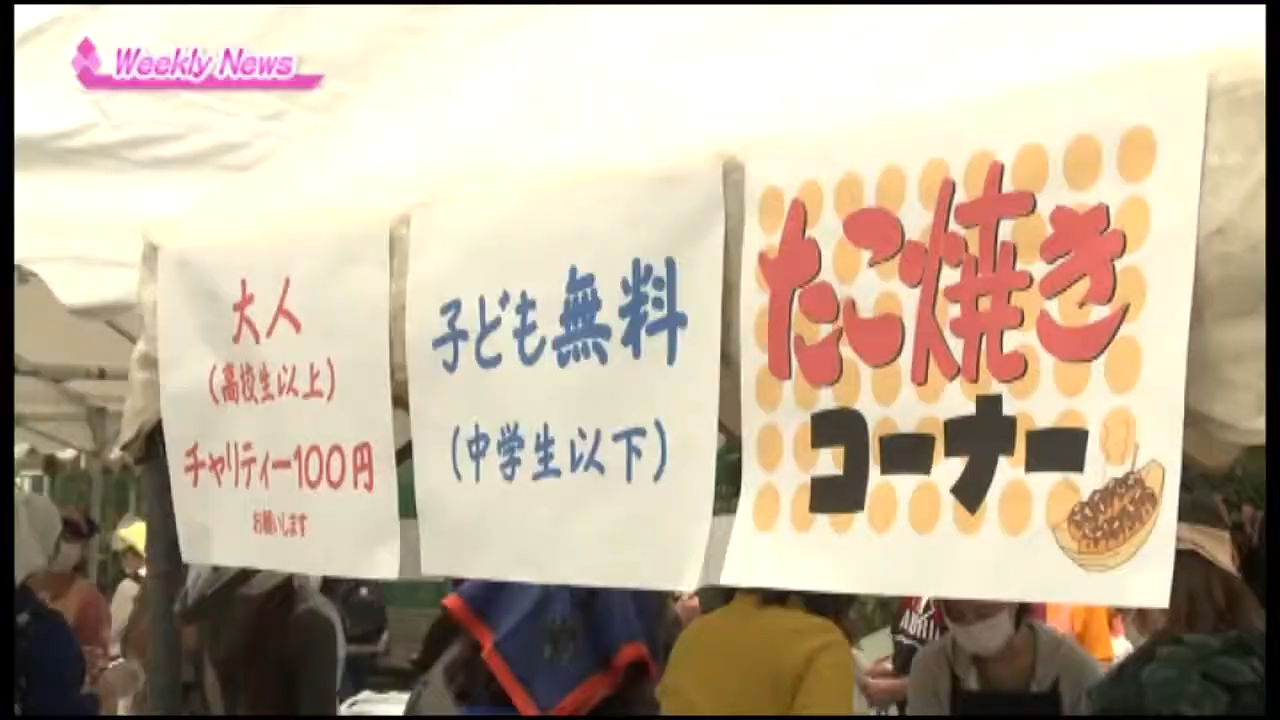 Weekly News
大人
(高校生以上)
チャリティー100円
お願いします
子ども無料
(中学生以下)
たこ焼き
コーナー